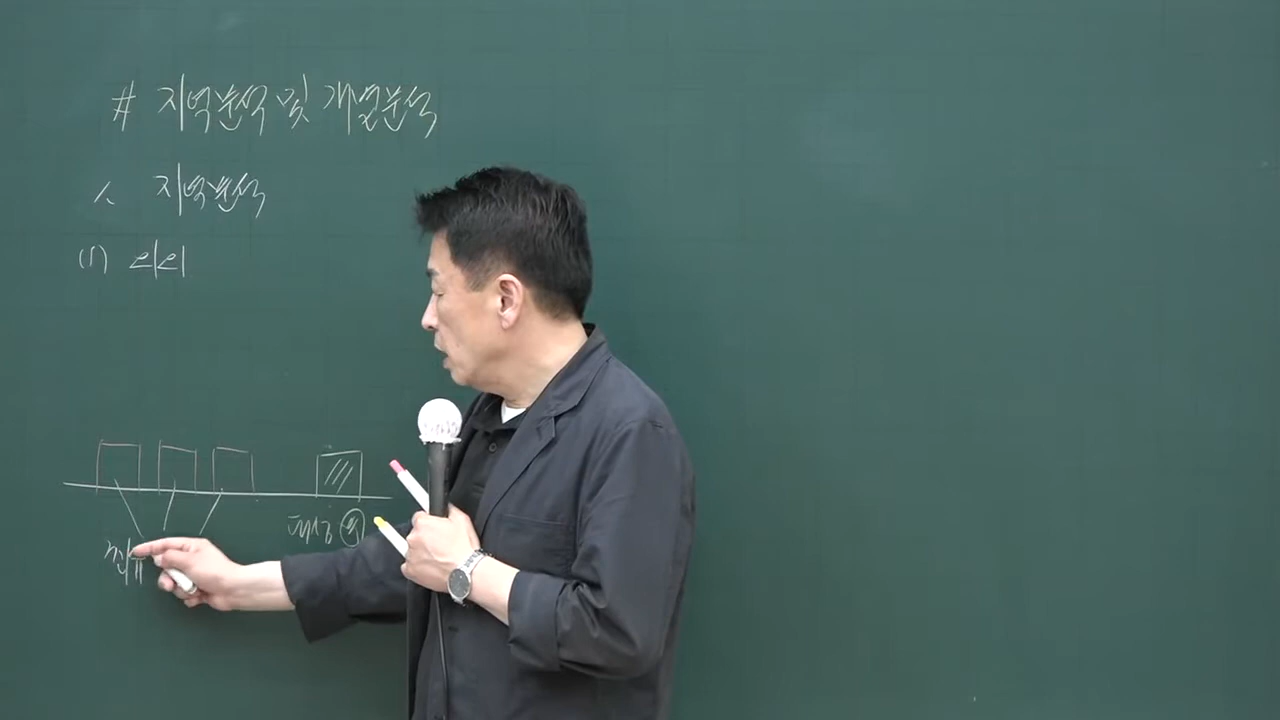 # 지역분석 및 개별분석
1. 지역분석
(1) 의의
대상 부